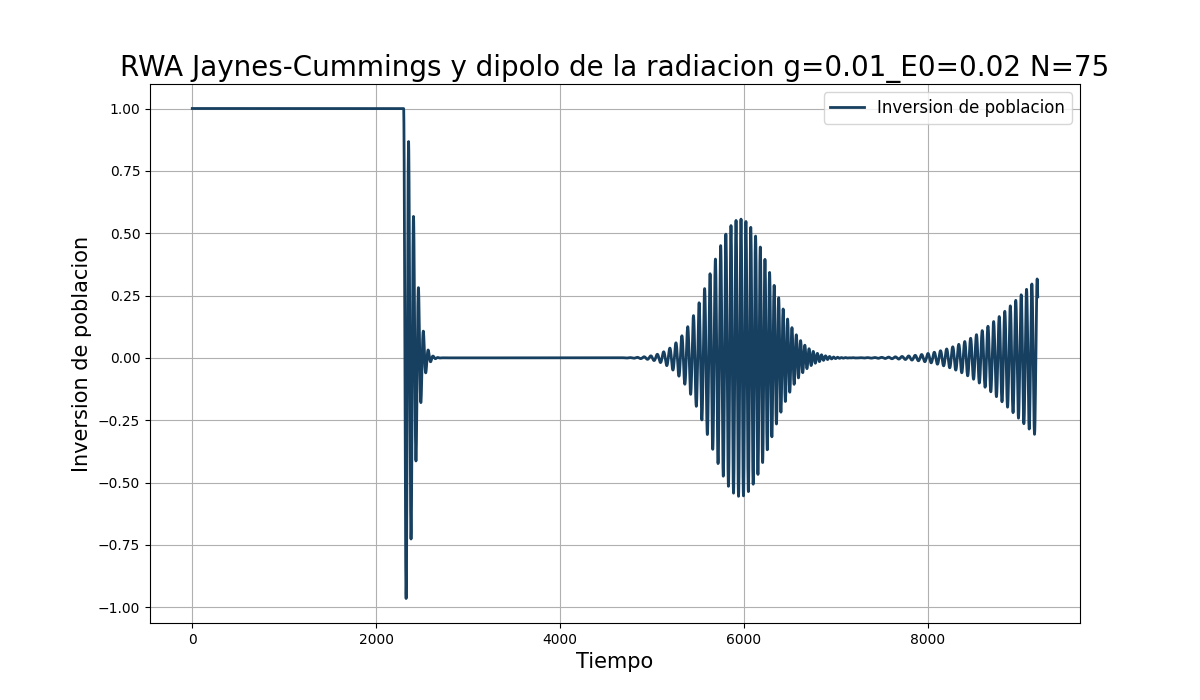 RWA Jaynes-Cummings y dipolo de la radiacion g=0.01_E0=0.02 N=75
Inversion de poblacion
1.00
0.75
0.50
0.25
0.00
−0.25
−0.50
−0.75
−1.00
Inversion de poblacion
0 2000 4000 6000 8000
Tiempo